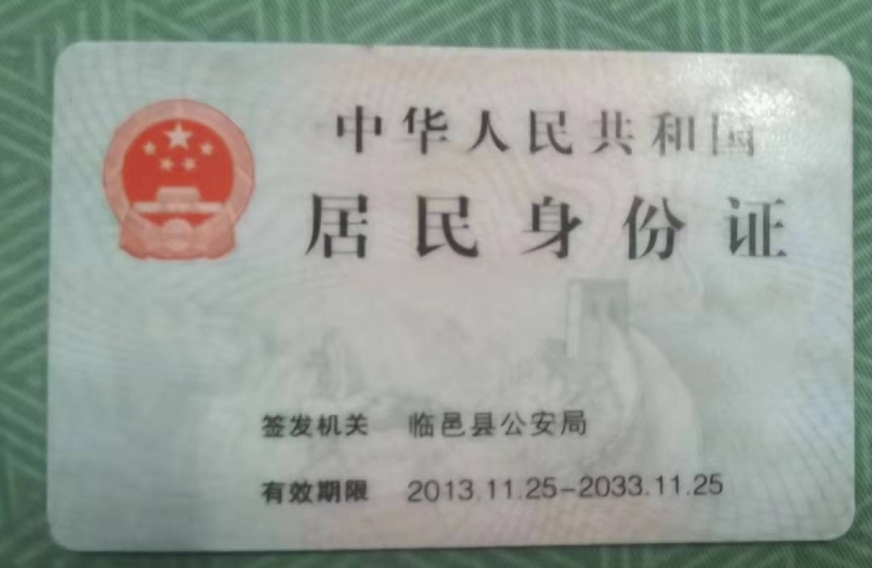 中华人民共和国
居民身份证
签发机关 临邑县公安局
有效期限 2013.11.25-2033.11.25